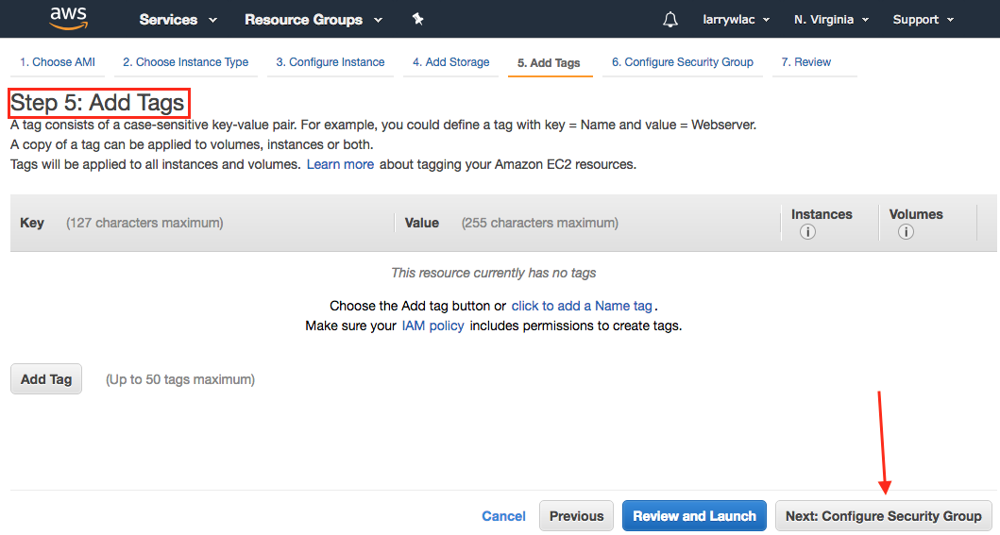 aws Services Resource Groups larrywlac N. Virginia Support
1. Choose AMI 2. Choose Instance Type 3. Configure Instance 4. Add Storage 5. Add Tags 6. Configure Security Group 7. Review
Step 5: Add Tags
A tag consists of a case-sensitive key-value pair. For example, you could define a tag with key = Name and value = Webserver.
A copy of a tag can be applied to volumes, instances or both.
Tags will be applied to all instances and volumes. Learn more about tagging your Amazon EC2 resources.
Key (127 characters maximum) Value (255 characters maximum) Instances i Volumes i
This resource currently has no tags
Choose the Add tag button or click to add a Name tag.
Make sure your IAM policy includes permissions to create tags.
Add Tag (Up to 50 tags maximum)
Cancel Previous Review and Launch Next: Configure Security Group